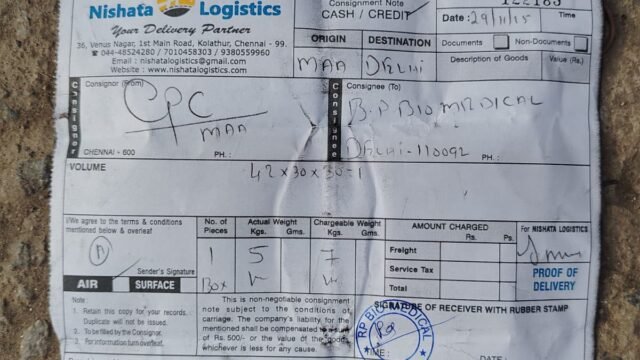 Nishata Logistics
Your Delivery Partner
36, Venus Nagar, 1st Main Road, Kolathur, Chennai - 99.
☎ 044-48524280 / 7010458303 / 9380559960
Email : nishatalogistics@gmail.com
Website : www.nishatalogistics.com
Consignment Note
CASH / CREDIT
122183
Date : 29/11/15 Time
ORIGIN DESTINATION
MAA DELHI
Documents Non-Documents
Description of Goods Value (Rs.)
Consignor Consignor (From)
CPC
MAA
CHENNAI - 600 PH. :
Consignee Consignee (To)
B.P BIOMEDICAL
DELHI - 110092 PH. :
VOLUME 42 x 30 x 30 = 1
I/We agree to the terms & conditions
mentioned below & overleaf
Sender's Signature
AIR SURFACE
No. of Pieces Actual Weight Kgs. Gms. Chargeable Weight Kgs. Gms.
1 5 7
Box
AMOUNT CHARGED
Rs. Ps.
Freight
Service Tax
Total
For NISHATA LOGISTICS
PROOF OF
DELIVERY
Note :
1. Retain this copy for your records.
Duplicate will not be issued.
2. To be filled by the Consignor.
3. For information turn overleaf.
This is non-negotiable consignment
note subject to the conditions of
carriage. The company's liability, for the
mentioned shall be compensated to a sum
of Rs. 500/- or the value of the goods
whichever is less for any cause.
SIGNATURE OF RECEIVER WITH RUBBER STAMP
RP BIO MEDICAL
TIME : DATE :